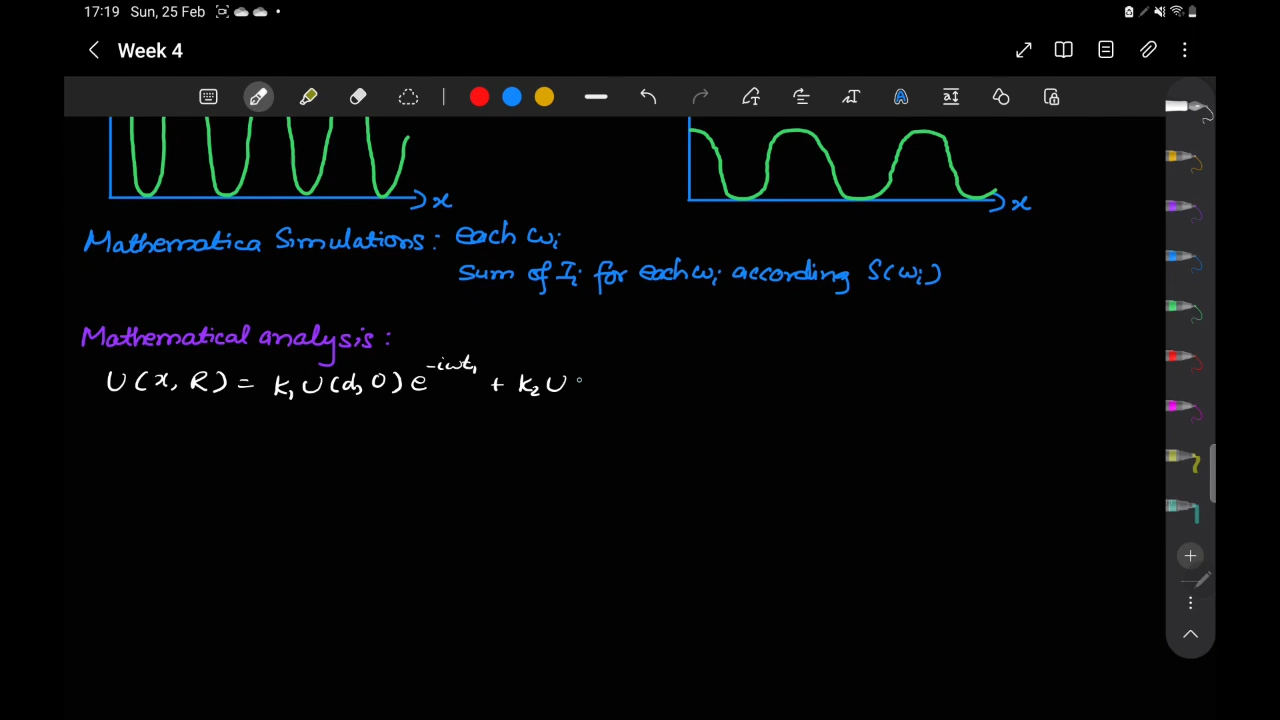 17:19 Sun, 25 Feb
Week 4
x
x
Mathematica Simulations: each ωᵢ
sum of Iᵢ for each ωᵢ according S(ωᵢ)
Mathematical analysis:
U(x, R) = K₁ U(d, 0) e^(-iωt₁) + K₂ U